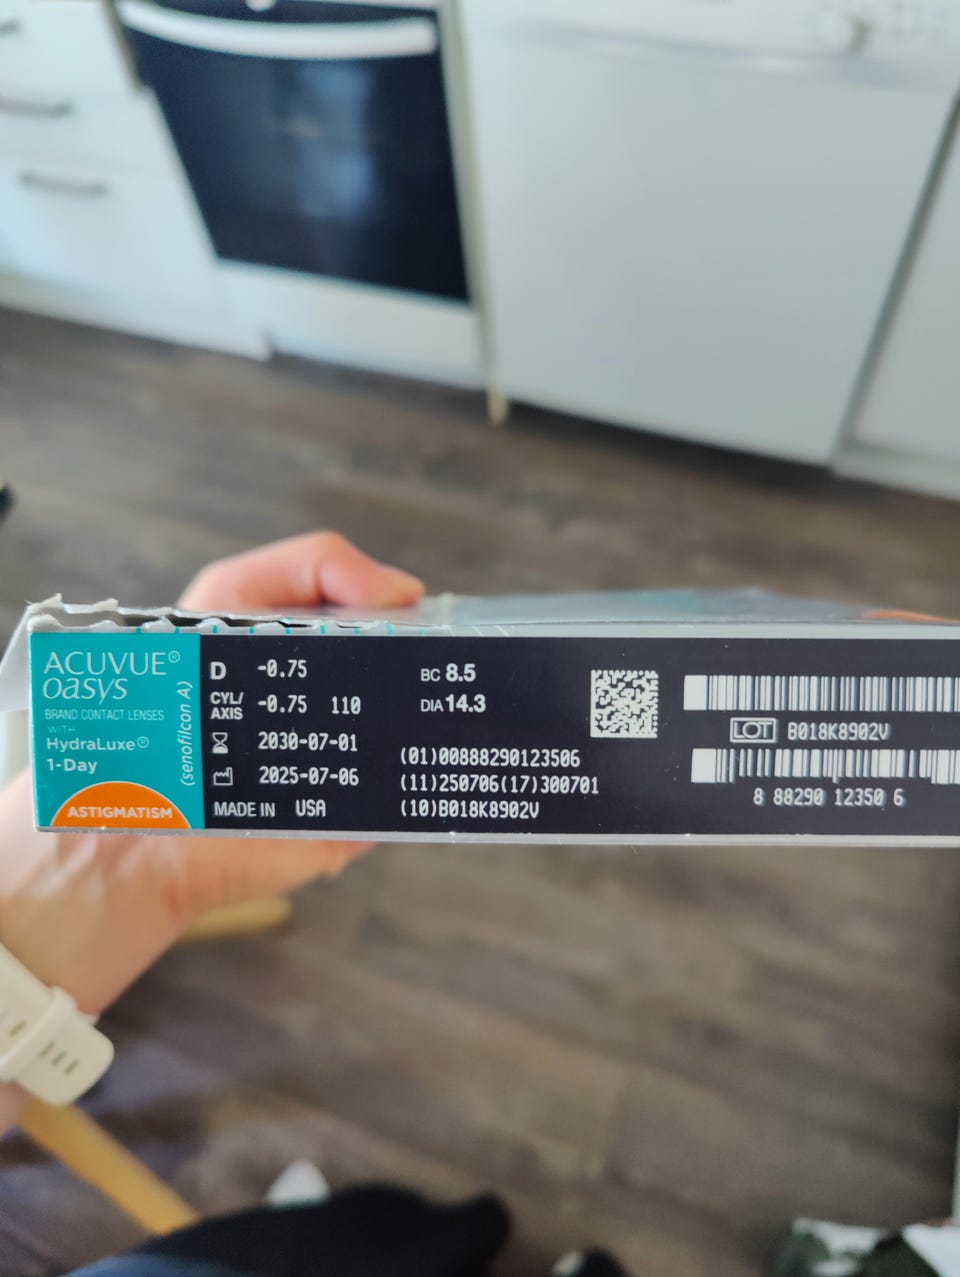 ACUVUE®
OASYS
BRAND CONTACT LENSES
WITH
HydraLuxe®
1-Day
ASTIGMATISM
(senofilcon A)
D -0.75
CYL/AXIS -0.75 110
2030-07-01
2025-07-06
MADE IN USA
BC 8.5
DIA 14.3
(01)00888290123506
(11)250706(17)300701
(10)B018K8902V
LOT B018K8902V
8 88290 12350 6